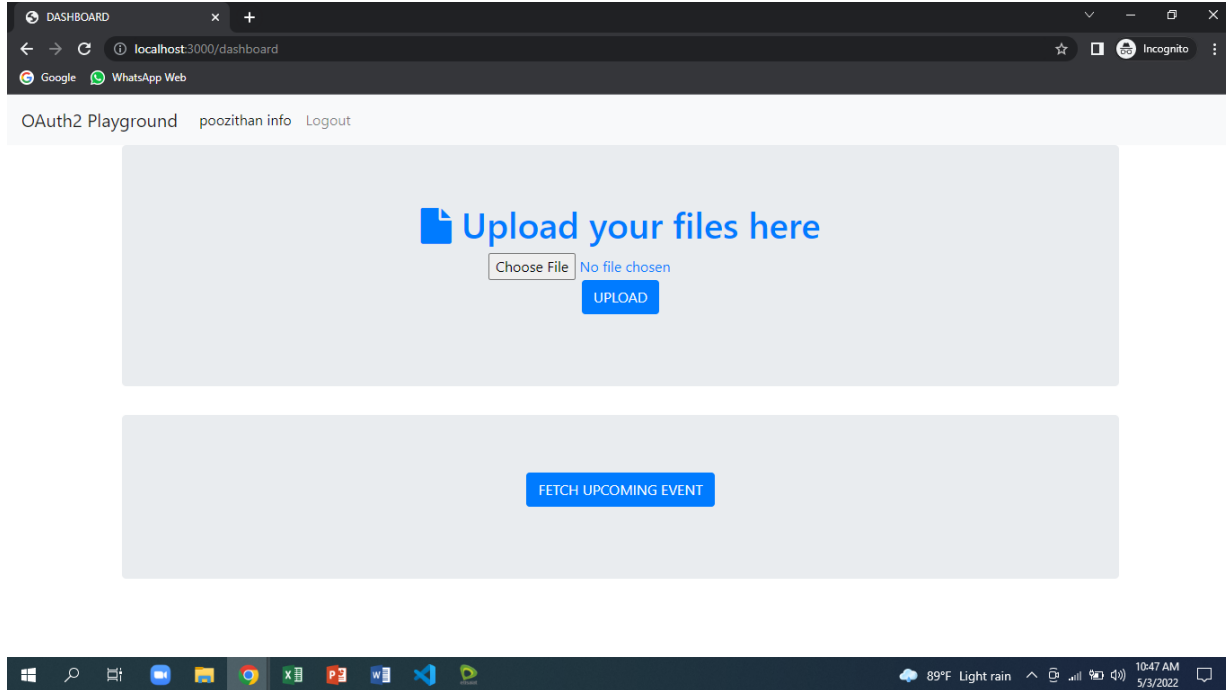 DASHBOARD
localhost:3000/dashboard
Incognito
Google WhatsApp Web
OAuth2 Playground poozithan info Logout
Upload your files here
Choose File No file chosen
UPLOAD
FETCH UPCOMING EVENT
89°F Light rain
10:47 AM
5/3/2022